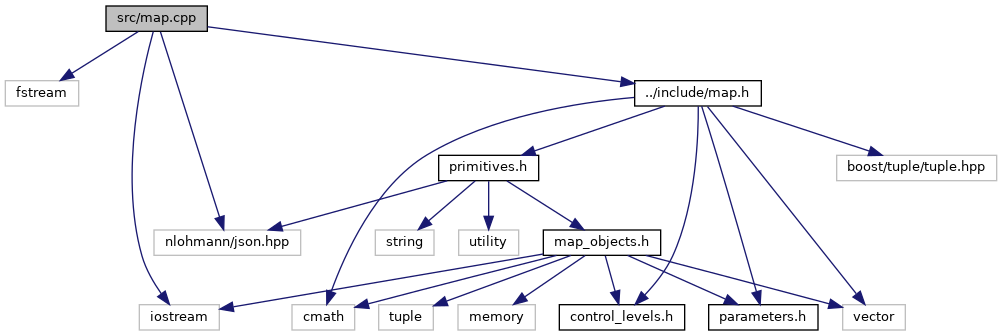 src/map.cpp
fstream
../include/map.h
primitives.h
boost/tuple/tuple.hpp
nlohmann/json.hpp
string
utility
map_objects.h
iostream
cmath
tuple
memory
control_levels.h
parameters.h
vector